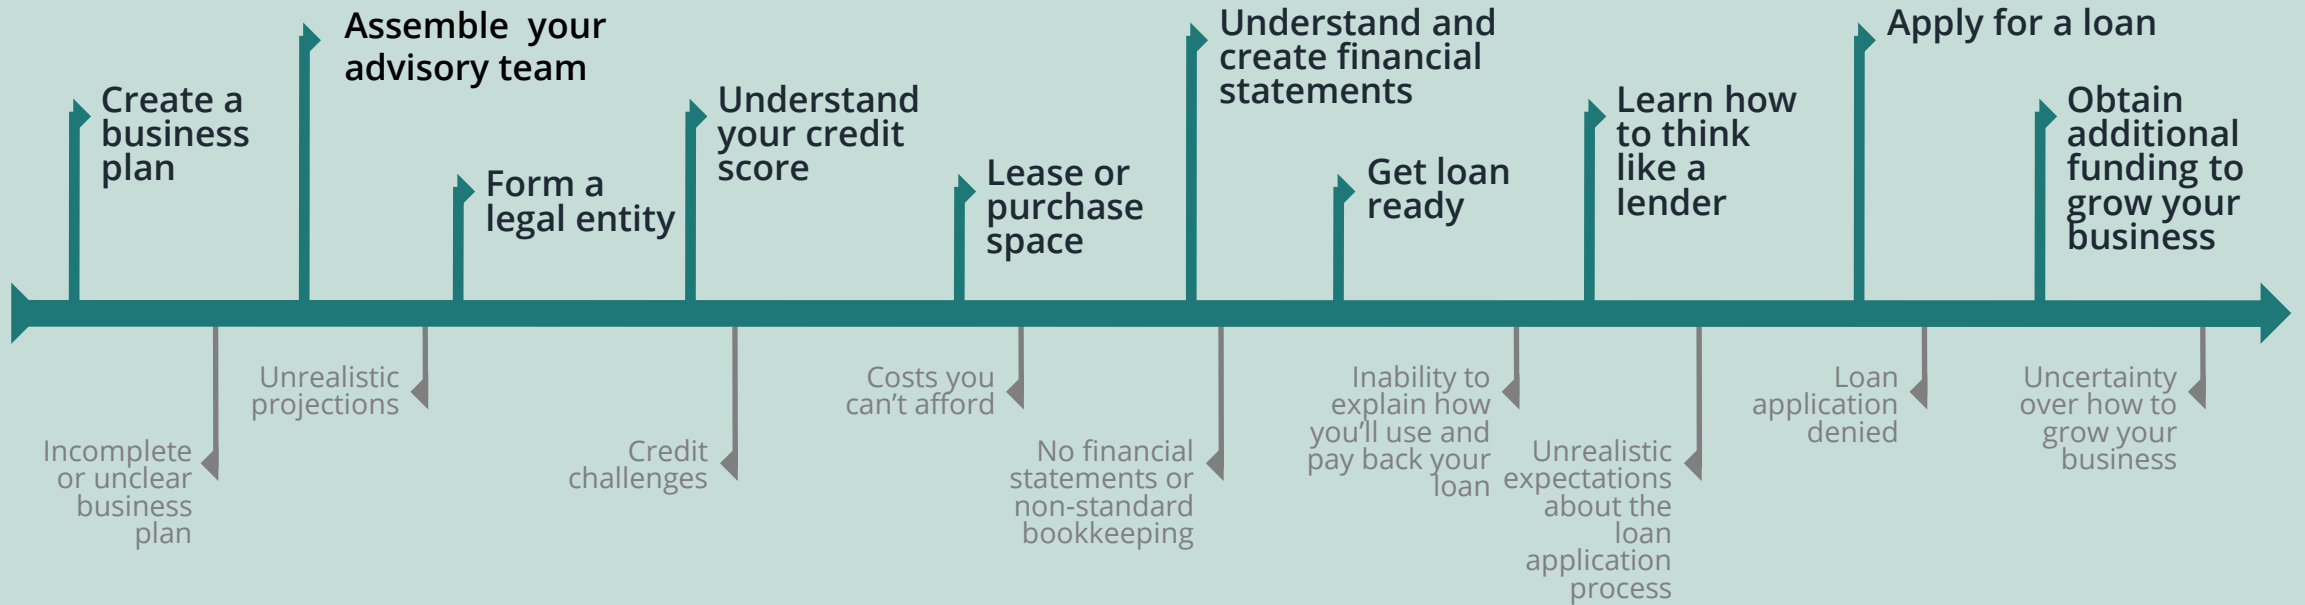 Create a
business
plan
Assemble your
advisory team
Form a
legal entity
Understand
your credit
score
Lease or
purchase
space
Understand and
create financial
statements
Get loan
ready
Learn how
to think
like a
lender
Apply for a loan
Obtain
additional
funding to
grow your
business
Incomplete
or unclear
business
plan
Unrealistic
projections
Credit
challenges
Costs you
can’t afford
No financial
statements or
non-standard
bookkeeping
Inability to
explain how
you’ll use and
pay back your
loan
Unrealistic
expectations
about the
loan
application
process
Loan
application
denied
Uncertainty
over how to
grow your
business